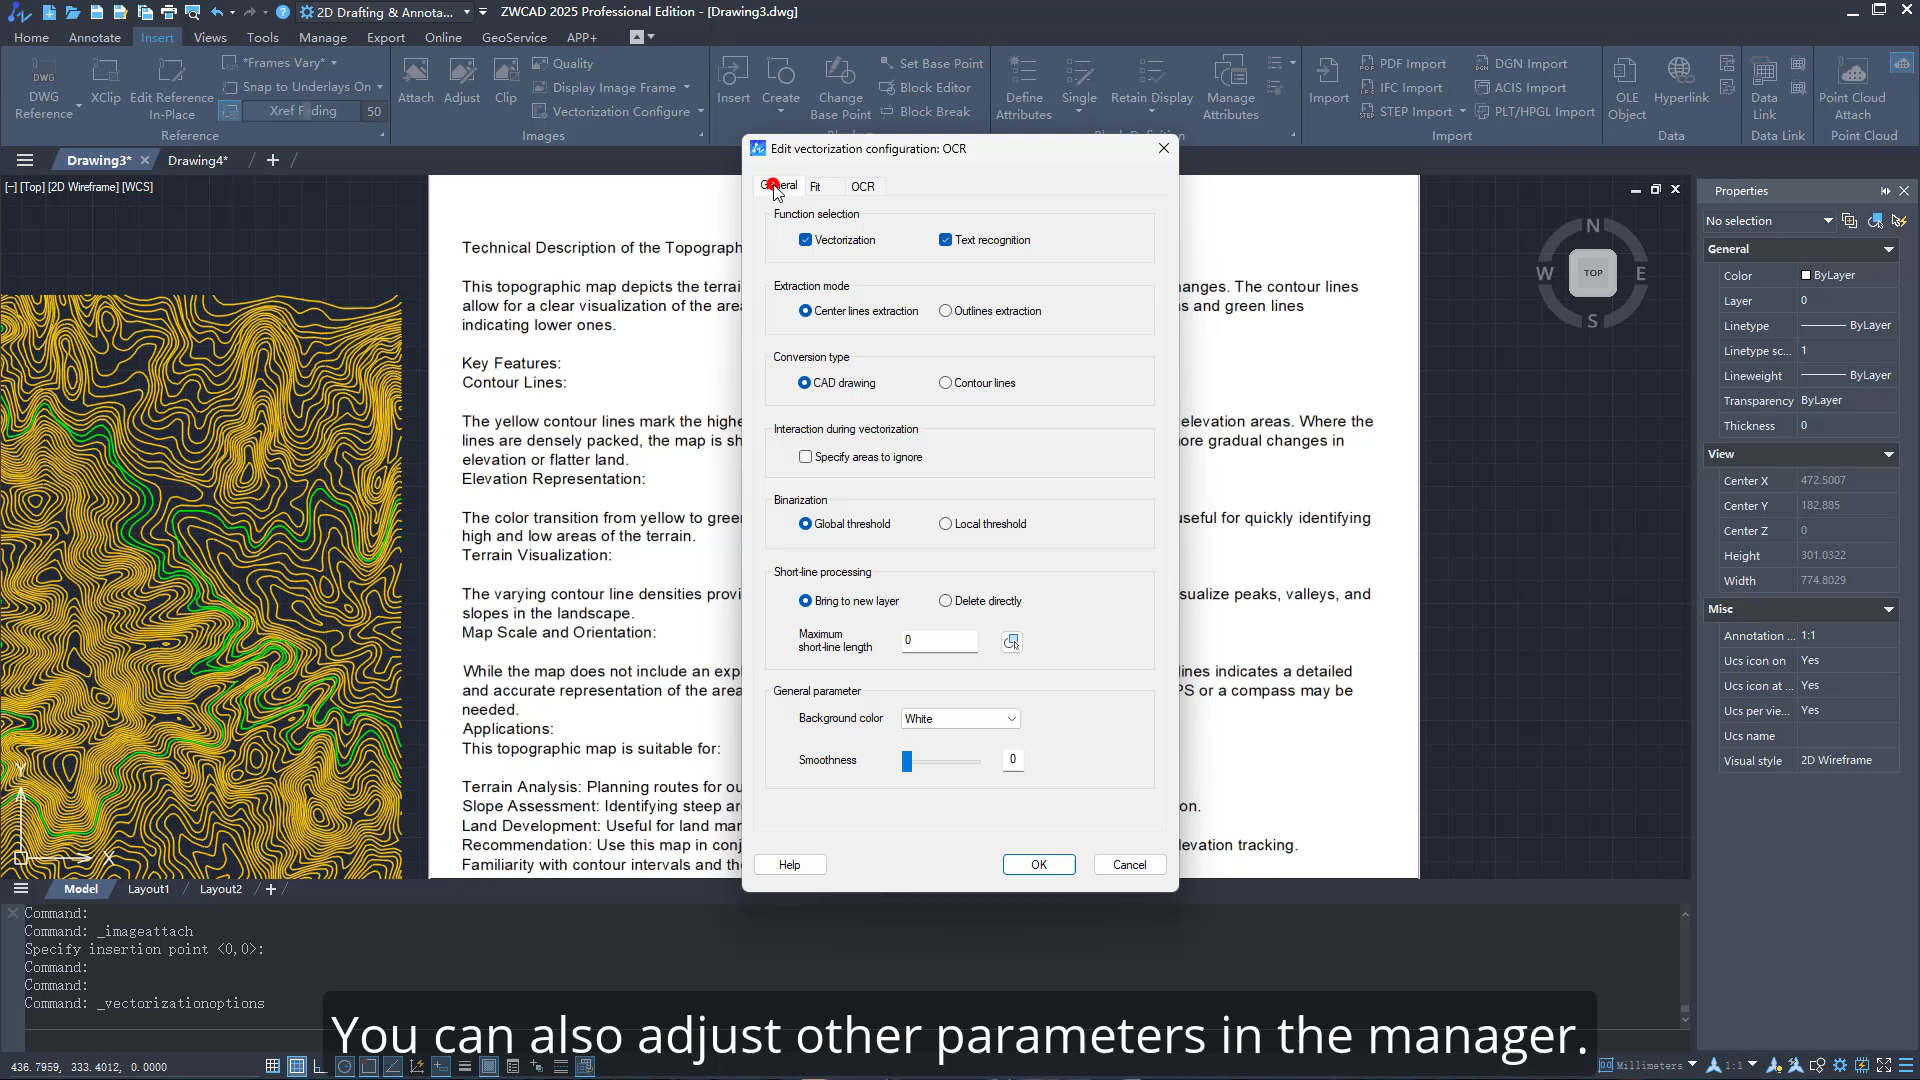 2D Drafting & Annota...
ZWCAD 2025 Professional Edition - [Drawing3.dwg]
Home
Annotate
Insert
Views
Tools
Manage
Export
Online
GeoService
APP+
DWG
Reference
XClip
Edit Reference
In-Place
*Frames Vary*
Snap to Underlays On
50
Reference
Attach
Adjust
Clip
Quality
Display Image Frame
Vectorization Configure
Images
Insert
Create
Change
Base Point
Set Base Point
Block Editor
Block Break
Define
Attributes
Single
Retain Display
Manage
Attributes
Import
PDF Import
IFC Import
STEP Import
DGN Import
ACIS Import
PLT/HPGL Import
Import
OLE
Object
Hyperlink
Data
Data
Link
Data Link
Point Cloud
Attach
Point Cloud
Drawing3*
Drawing4*
[−] [Top] [2D Wireframe] [WCS]
Technical Description of the Topograph
This topographic map depicts the terrai
anges. The contour lines
allow for a clear visualization of the area
s and green lines
indicating lower ones.
Key Features:
Contour Lines:
The yellow contour lines mark the highe
elevation areas. Where the
lines are densely packed, the map is sh
ore gradual changes in
elevation or flatter land.
Elevation Representation:
The color transition from yellow to gree
useful for quickly identifying
high and low areas of the terrain.
Terrain Visualization:
The varying contour line densities provi
sualize peaks, valleys, and
slopes in the landscape.
Map Scale and Orientation:
While the map does not include an exp
lines indicates a detailed
and accurate representation of the area
PS or a compass may be
needed.
Applications:
This topographic map is suitable for:
Terrain Analysis: Planning routes for ou
Slope Assessment: Identifying steep ar
on.
Land Development: Useful for land mar
Recommendation: Use this map in conj
levation tracking.
Familiarity with contour intervals and th
Y
X
Edit vectorization configuration: OCR
Fit
OCR
Function selection
Vectorization
Text recognition
Extraction mode
Center lines extraction
Outlines extraction
Conversion type
CAD drawing
Contour lines
Interaction during vectorization
Specify areas to ignore
Binarization
Global threshold
Local threshold
Short-line processing
Bring to new layer
Delete directly
Maximum
short-line length
0
General parameter
Background color
White
Smoothness
0
Help
OK
Cancel
N
W
TOP
E
S
Properties
No selection
General
Color
ByLayer
Layer
0
Linetype
ByLayer
Linetype sc...
1
Lineweight
ByLayer
Transparency
ByLayer
Thickness
0
View
Center X
472.5007
Center Y
182.885
Center Z
0
Height
301.0322
Width
774.8029
Misc
Annotation ...
1:1
Ucs icon on
Yes
Ucs icon at ...
Yes
Ucs per vie...
Yes
Ucs name
Visual style
2D Wireframe
Model
Layout1
Layout2
Command:
Command: _imageattach
Specify insertion point <0,0>:
Command:
Command:
Command: _vectorizationoptions
You can also adjust other parameters in the manager.
436.7959, 333.4012, 0.0000
Millimeters
1:1